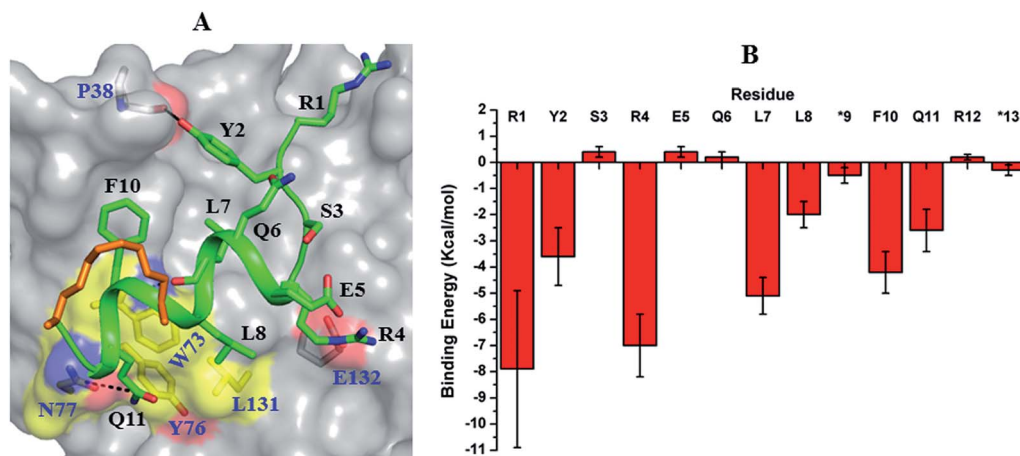 A
P38
R1
Y2
F10
L7
Q6
S3
E5
R4
L8
W73
E132
L131
N77
Q11
Y76
B
Residue
R1 Y2 S3 R4 E5 Q6 L7 L8 *9 F10 Q11 R12 *13
Binding Energy (Kcal/mol)
2
1
0
-1
-2
-3
-4
-5
-6
-7
-8
-9
-10
-11